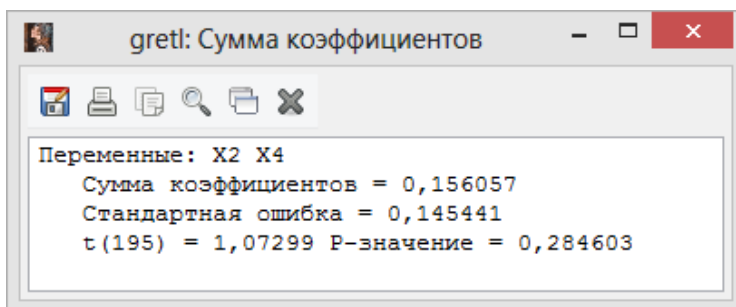 gretl: Сумма коэффициентов
Переменные: X2 X4
Сумма коэффициентов = 0,156057
Стандартная ошибка = 0,145441
t(195) = 1,07299 P-значение = 0,284603